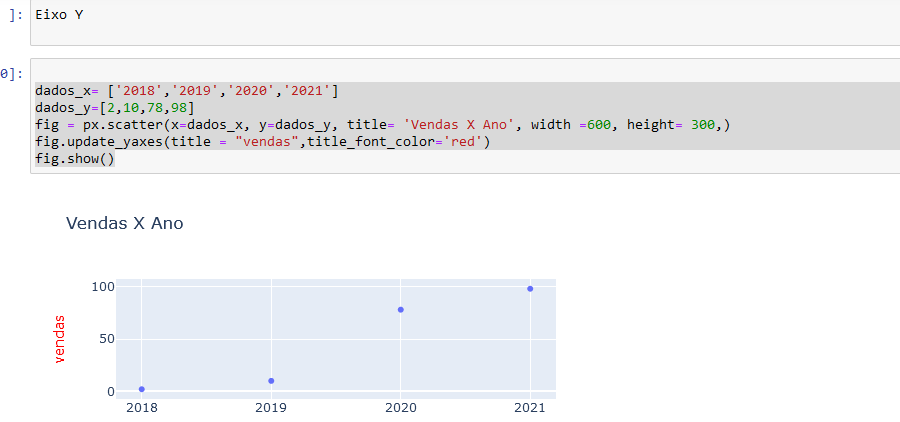 ]: Eixo Y
0]:
dados_x= ['2018','2019','2020','2021']
dados_y=[2,10,78,98]
fig = px.scatter(x=dados_x, y=dados_y, title= 'Vendas X Ano', width =600, height= 300,)
fig.update_yaxes(title = "vendas",title_font_color='red')
fig.show()
Vendas X Ano
100
50
0
vendas
2018 2019 2020 2021